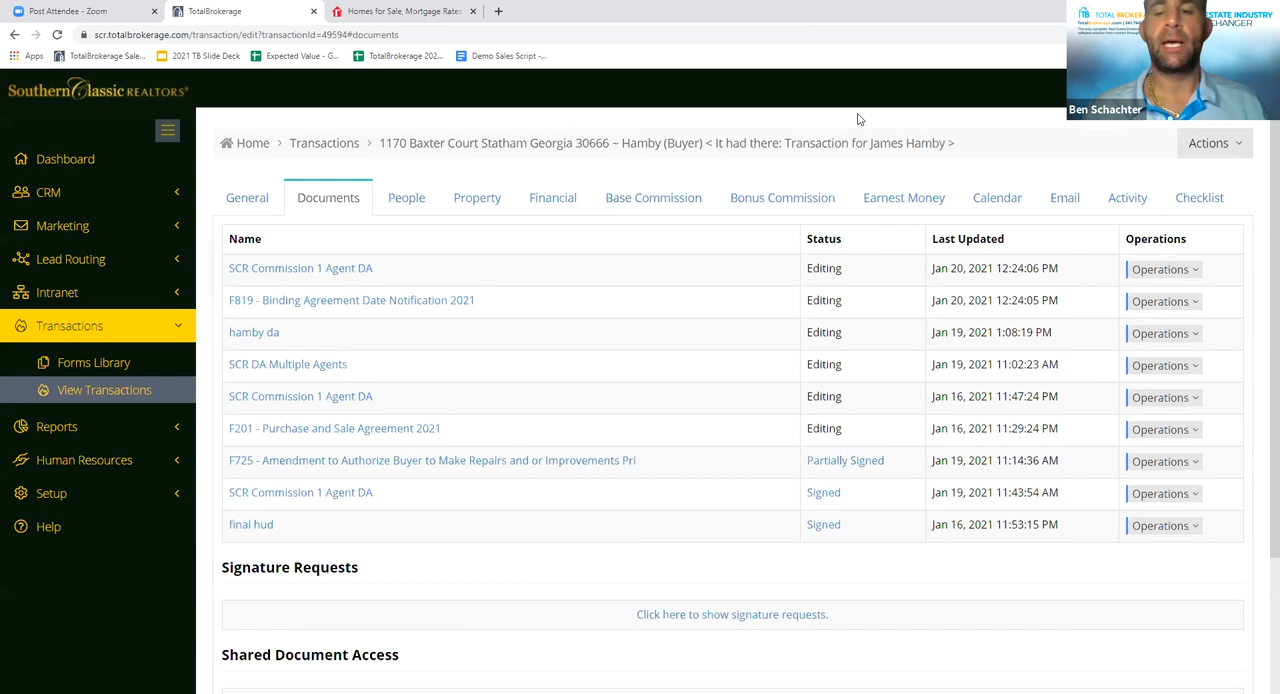 Post Attendee - Zoom
TotalBrokerage
Homes for Sale, Mortgage Rates
scr.totalbrokerage.com/transaction/edit?transactionId=49594#documents
Apps
TotalBrokerage Sale...
2021 TB Slide Deck
Expected Value - G...
TotalBrokerage 202...
Demo Sales Script -...
TOTAL BROKER
ESTATE INDUSTRY
CHANGER
Ben Schachter
Southern Classic REALTORS®
Home > Transactions > 1170 Baxter Court Statham Georgia 30666 ~ Hamby (Buyer) < It had there: Transaction for James Hamby >
Actions
Dashboard
CRM
Marketing
Lead Routing
Intranet
Transactions
Forms Library
View Transactions
Reports
Human Resources
Setup
Help
General Documents People Property Financial Base Commission Bonus Commission Earnest Money Calendar Email Activity Checklist
Name Status Last Updated Operations
SCR Commission 1 Agent DA Editing Jan 20, 2021 12:24:06 PM Operations
F819 - Binding Agreement Date Notification 2021 Editing Jan 20, 2021 12:24:05 PM Operations
hamby da Editing Jan 19, 2021 1:08:19 PM Operations
SCR DA Multiple Agents Editing Jan 19, 2021 11:02:23 AM Operations
SCR Commission 1 Agent DA Editing Jan 16, 2021 11:47:24 PM Operations
F201 - Purchase and Sale Agreement 2021 Editing Jan 16, 2021 11:29:24 PM Operations
F725 - Amendment to Authorize Buyer to Make Repairs and or Improvements Pri Partially Signed Jan 19, 2021 11:14:36 AM Operations
SCR Commission 1 Agent DA Signed Jan 19, 2021 11:43:54 AM Operations
final hud Signed Jan 16, 2021 11:53:15 PM Operations
Signature Requests
Click here to show signature requests.
Shared Document Access